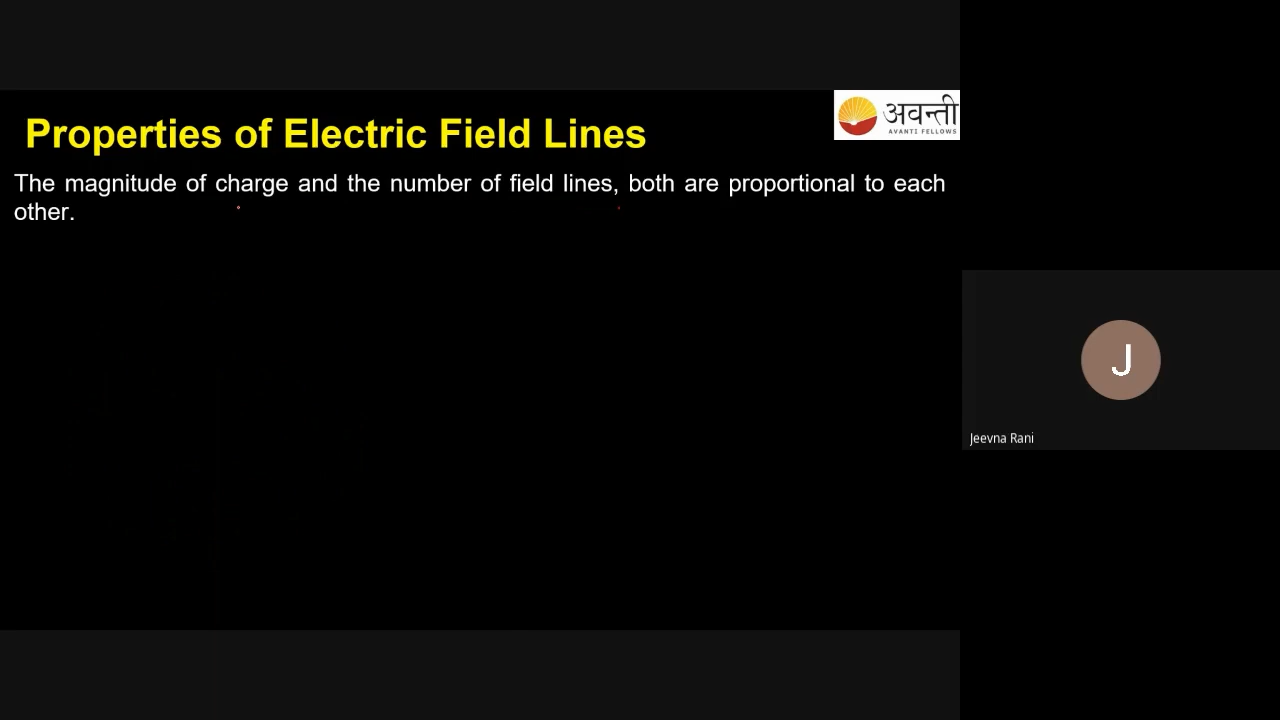 Properties of Electric Field Lines
अवन्ती
AVANTI FELLOWS
The magnitude of charge and the number of field lines, both are proportional to each
other.
J
Jeevna Rani